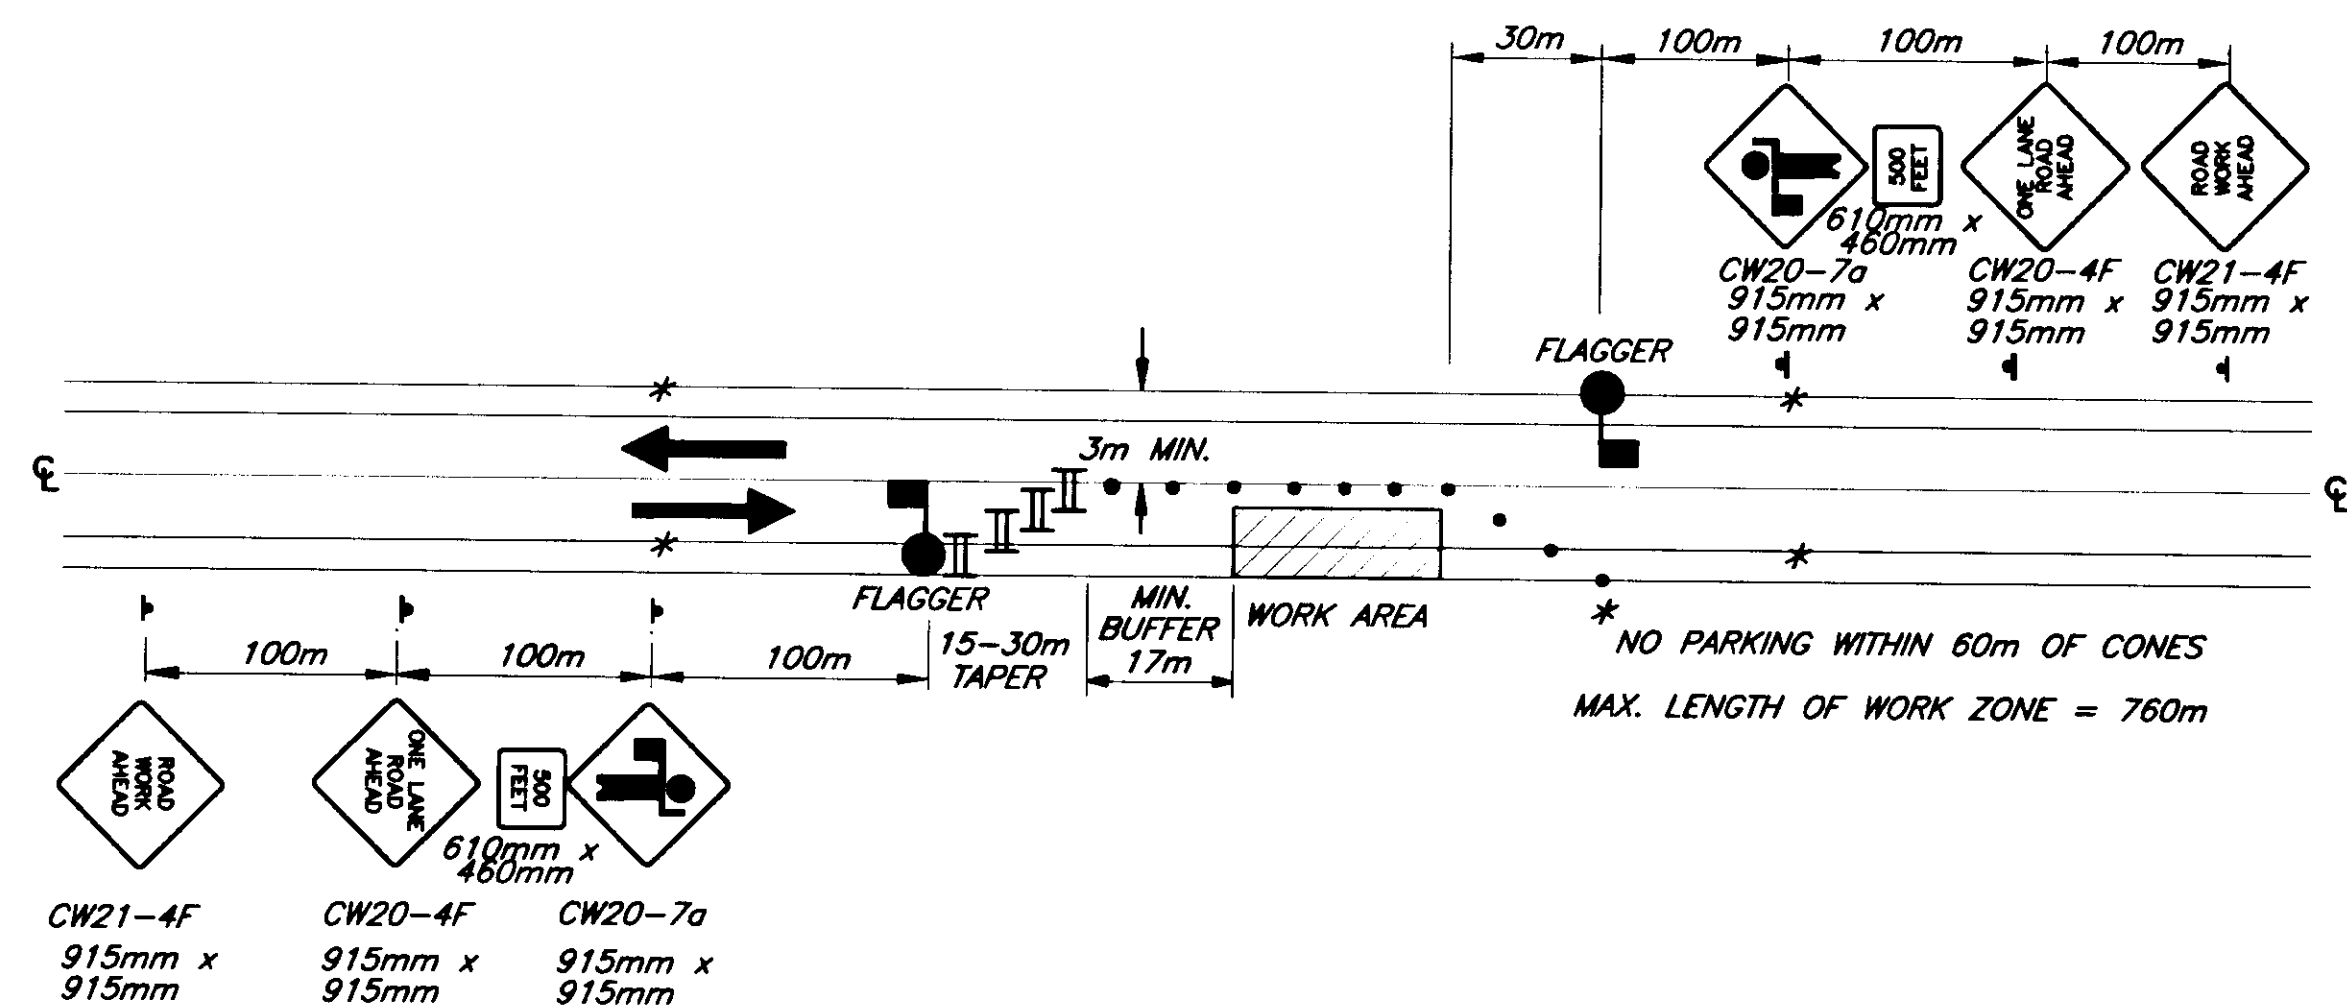 30m 100m 100m 100m
500
FEET
ONE LANE
ROAD
AHEAD
ROAD
WORK
AHEAD
610mm x
460mm
CW20-7a
915mm x
915mm
CW20-4F
915mm x
915mm
CW21-4F
915mm x
915mm
FLAGGER
3m MIN.
℄
℄
FLAGGER
15-30m
TAPER
MIN.
BUFFER
17m
WORK AREA
* NO PARKING WITHIN 60m OF CONES
MAX. LENGTH OF WORK ZONE = 760m
100m 100m 100m
ROAD
WORK
AHEAD
ONE LANE
ROAD
AHEAD
500
FEET
610mm x
460mm
CW21-4F
915mm x
915mm
CW20-4F
915mm x
915mm
CW20-7a
915mm x
915mm